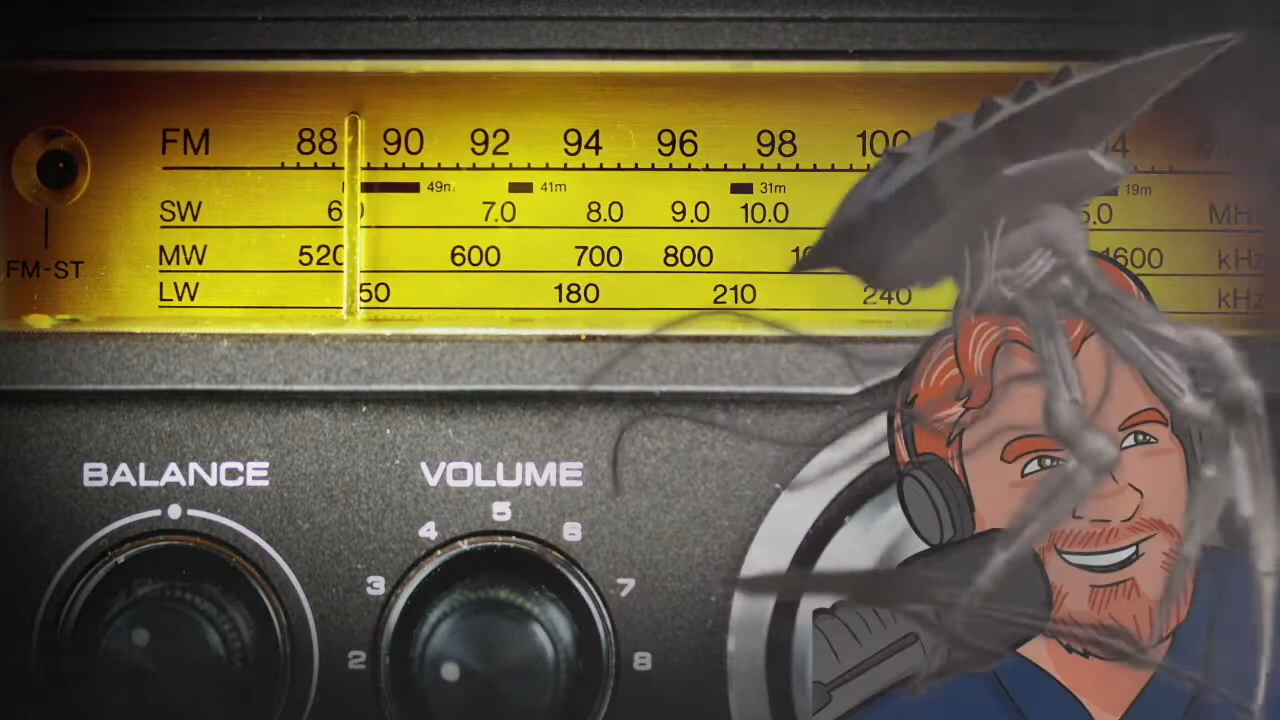 FM 88 90 92 94 96 98 100
49m 41m 31m 19m
SW 7.0 8.0 9.0 10.0
MW 520 600 700 800 1600 kHz
LW 180 210 240 kHz
FM-ST
BALANCE VOLUME
5
4 6
3 7
2 8